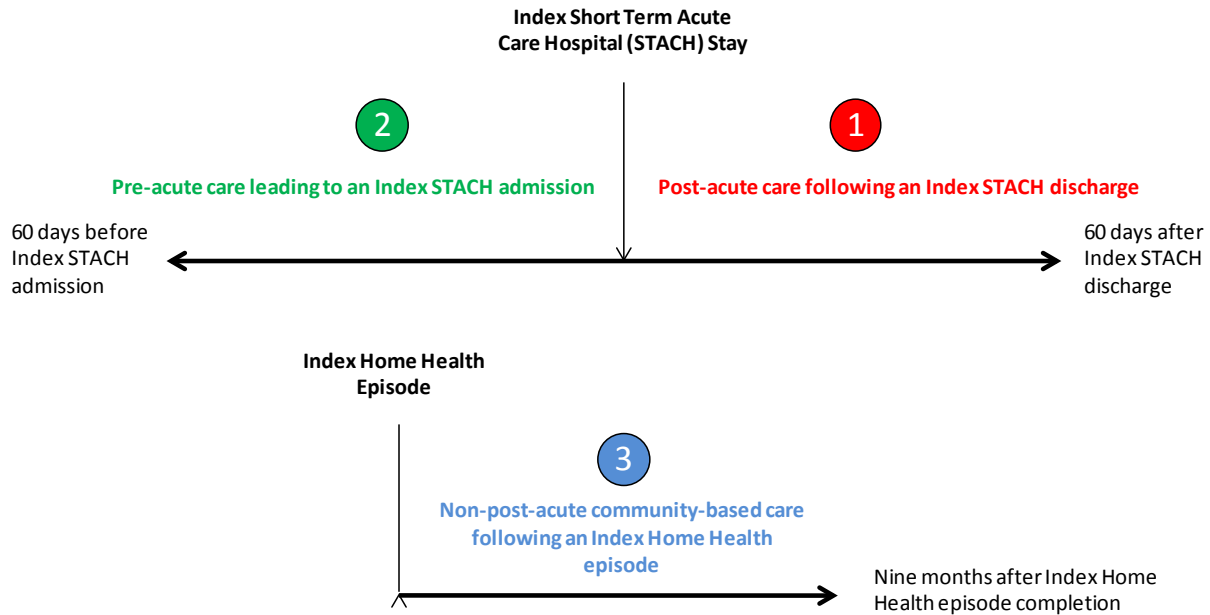 Index Short Term Acute
Care Hospital (STACH) Stay
2
1
Pre-acute care leading to an Index STACH admission
Post-acute care following an Index STACH discharge
60 days before
Index STACH
admission
60 days after
Index STACH
discharge
Index Home Health
Episode
3
Non-post-acute community-based care
following an Index Home Health
episode
Nine months after Index Home
Health episode completion